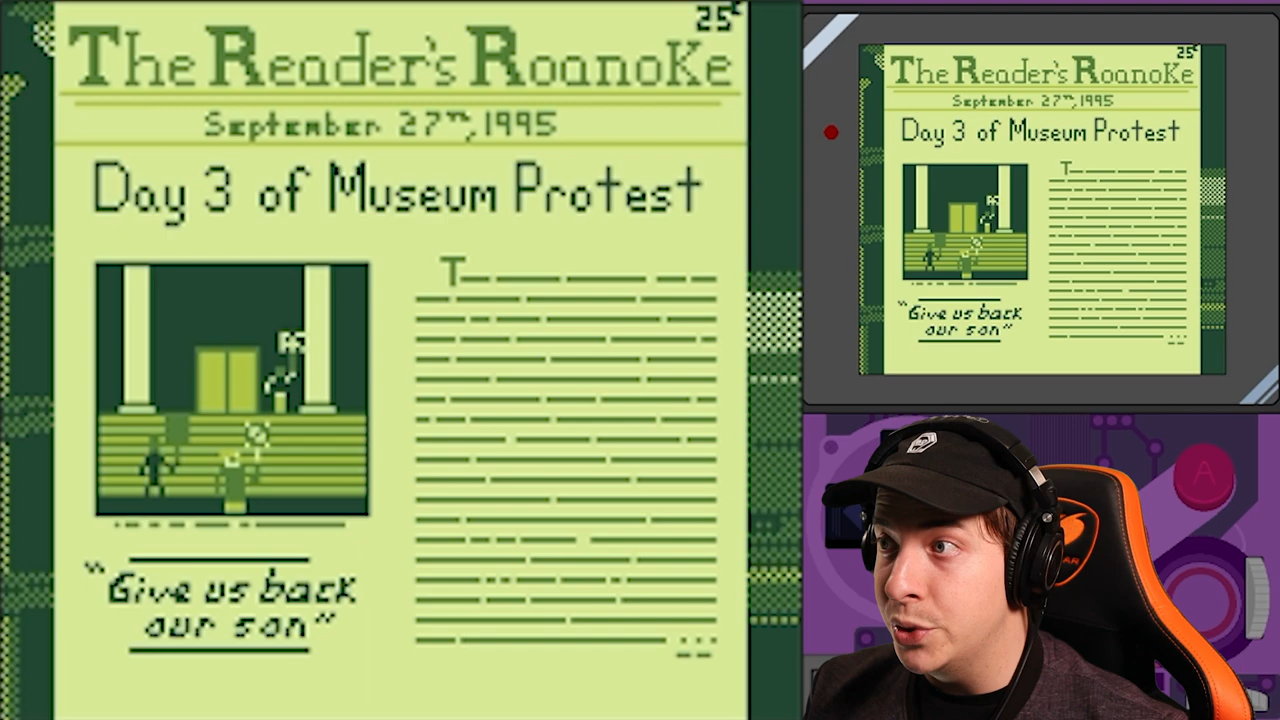 25¢
The Reader's Roanoke
September 27TH, 1995
Day 3 of Museum Protest
T
"Give us back
our son"
25¢
The Reader's Roanoke
September 27TH, 1995
Day 3 of Museum Protest
T
"Give us back
our son"
A